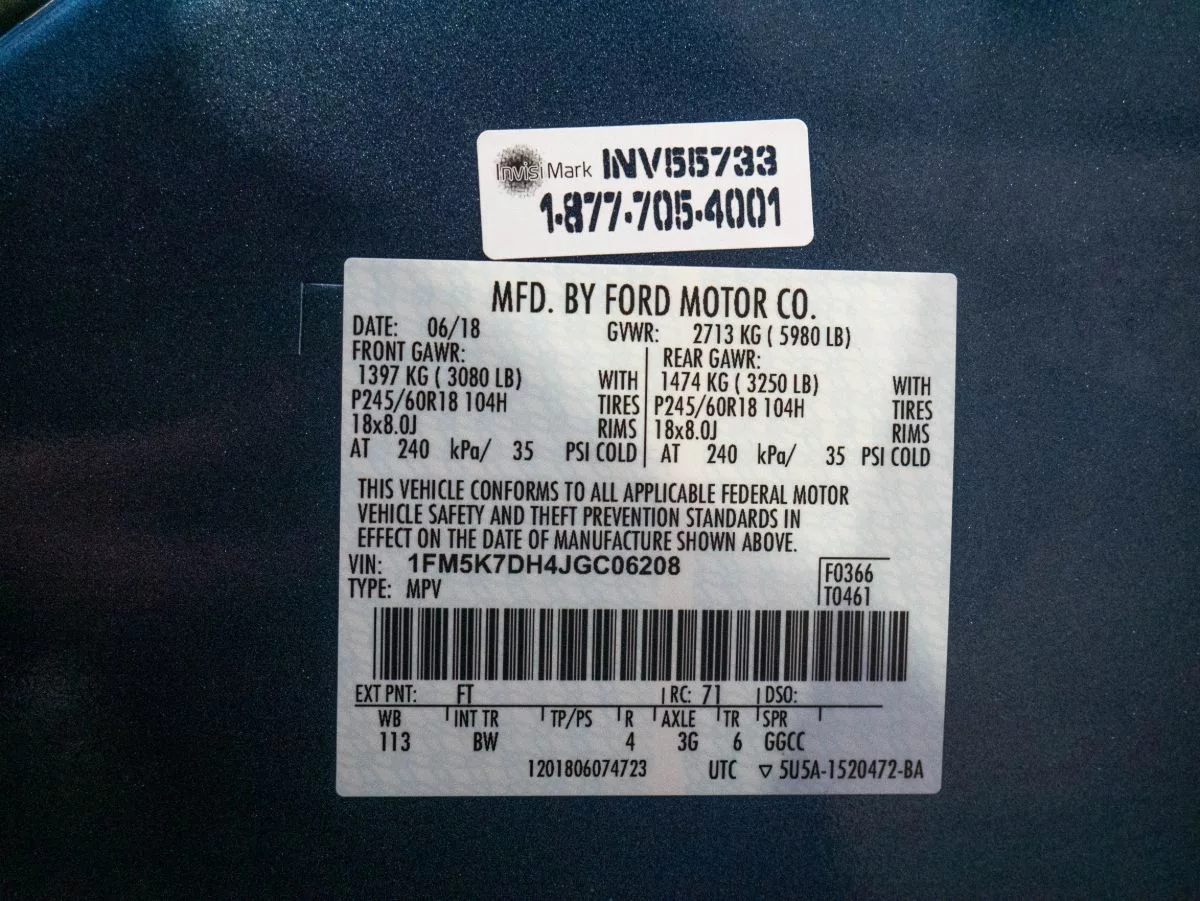 InvisiMark INV55733
1-877-705-4001
MFD. BY FORD MOTOR CO.
DATE: 06/18 GVWR: 2713 KG ( 5980 LB)
FRONT GAWR: REAR GAWR:
1397 KG ( 3080 LB) WITH 1474 KG ( 3250 LB) WITH
P245/60R18 104H TIRES P245/60R18 104H TIRES
18x8.0J RIMS 18x8.0J RIMS
AT 240 kPa/ 35 PSI COLD AT 240 kPa/ 35 PSI COLD
THIS VEHICLE CONFORMS TO ALL APPLICABLE FEDERAL MOTOR
VEHICLE SAFETY AND THEFT PREVENTION STANDARDS IN
EFFECT ON THE DATE OF MANUFACTURE SHOWN ABOVE.
VIN: 1FM5K7DH4JGC06208 F0366
TYPE: MPV T0461
EXT PNT: FT RC: 71 DSO:
WB INT TR TP/PS R AXLE TR SPR
113 BW 4 3G 6 GGCC
1201806074723 UTC ▽ 5U5A-1520472-BA